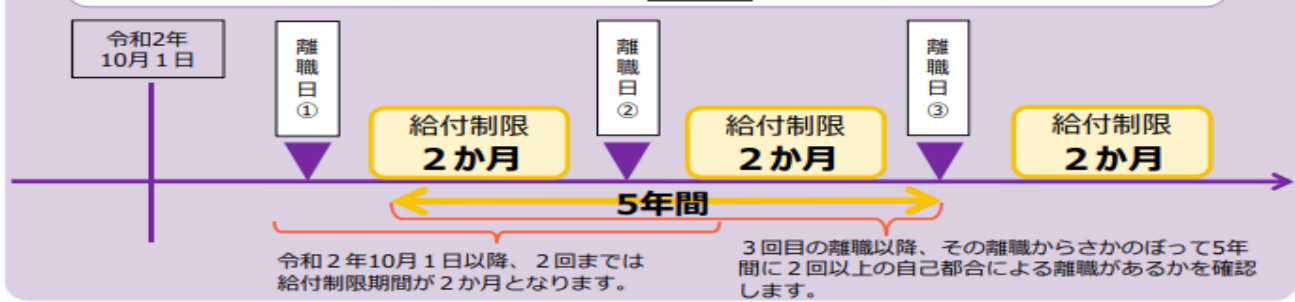 令和2年
10月1日
離職日①
離職日②
離職日③
給付制限
2か月
給付制限
2か月
給付制限
2か月
5年間
令和2年10月1日以降、2回までは
給付制限期間が2か月となります。
3回目の離職以降、その離職からさかのぼって5年
間に2回以上の自己都合による離職があるかを確認
します。